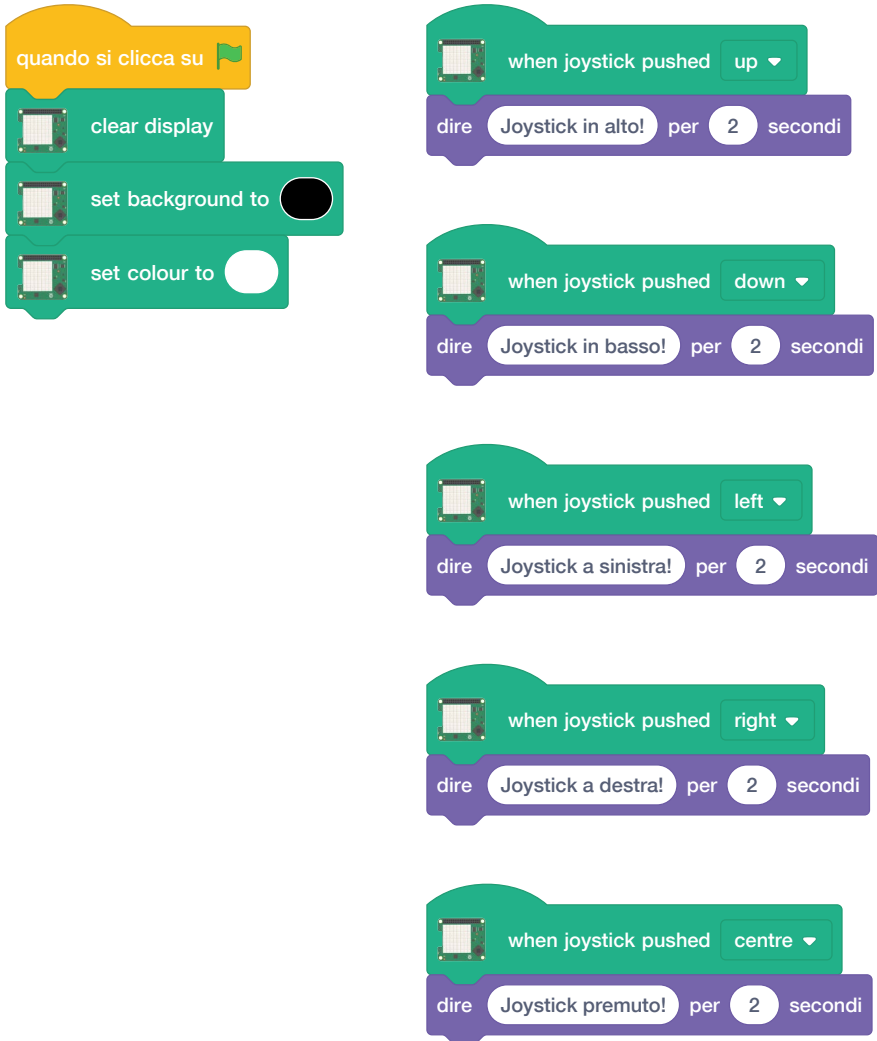 quando si clicca su
clear display
set background to
set colour to
when joystick pushed up
dire Joystick in alto! per 2 secondi
when joystick pushed down
dire Joystick in basso! per 2 secondi
when joystick pushed left
dire Joystick a sinistra! per 2 secondi
when joystick pushed right
dire Joystick a destra! per 2 secondi
when joystick pushed centre
dire Joystick premuto! per 2 secondi